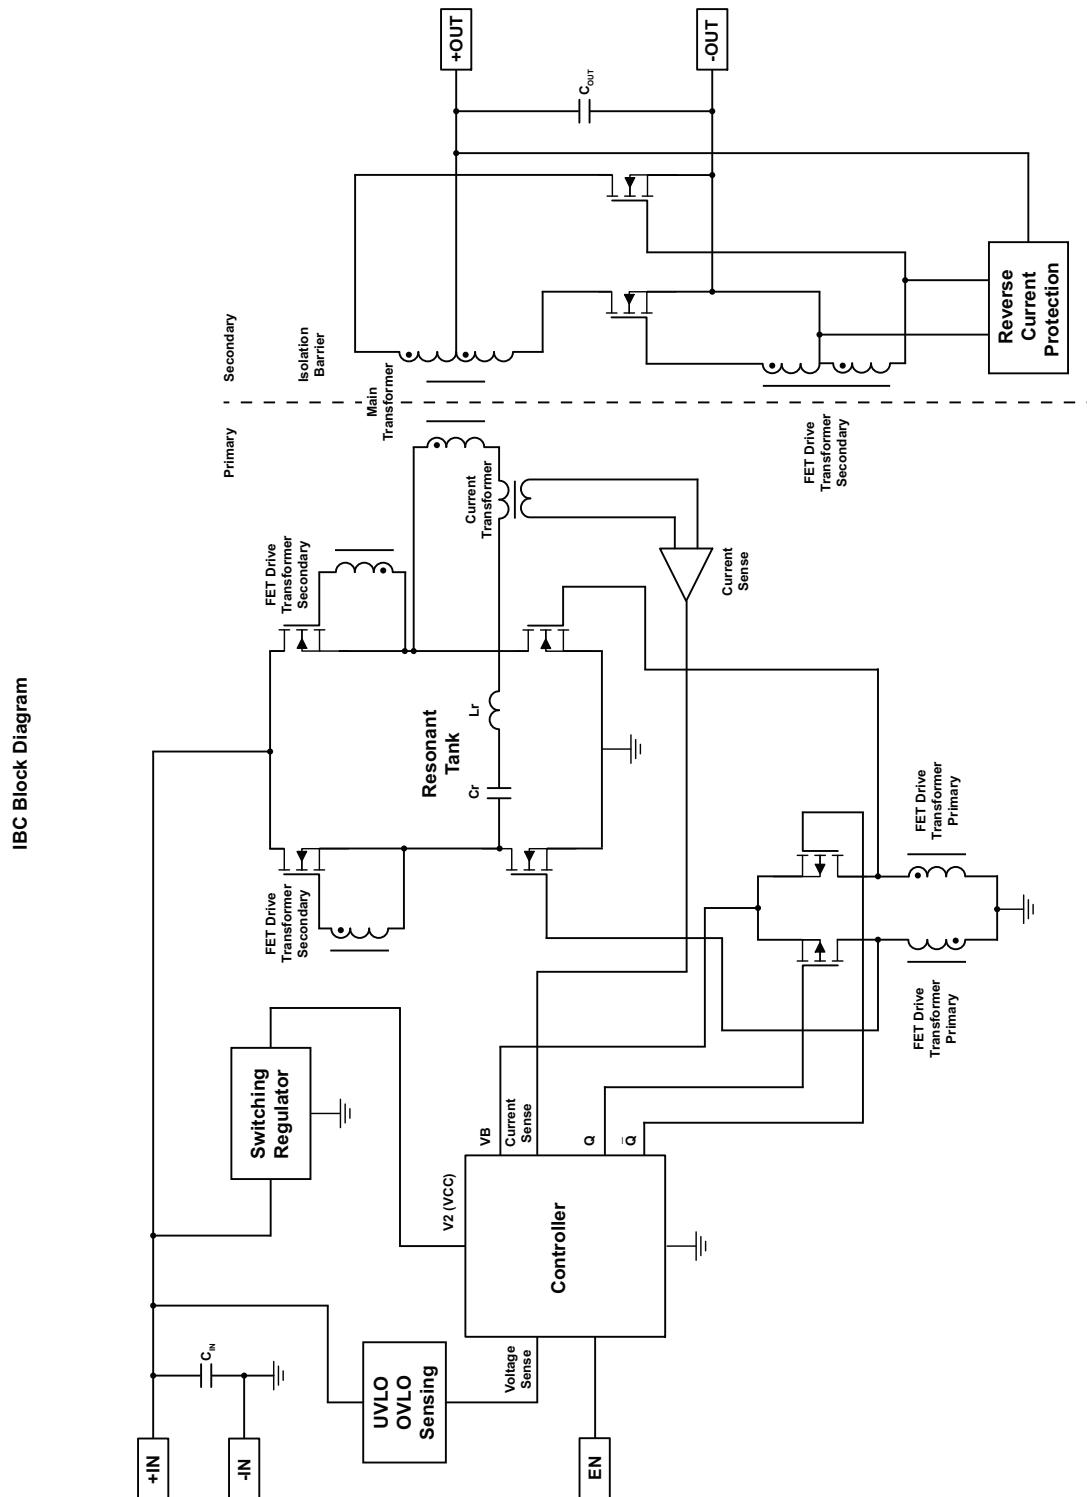 IBC Block Diagram
+IN
-IN
C IN
UVLO
OVLO
Sensing
Voltage
Sense
EN
Switching
Regulator
V2 (VCC)
Controller
VB
Current
Sense
Q
Q̅
FET Drive
Transformer
Secondary
FET Drive
Transformer
Secondary
Resonant
Tank
Cr
Lr
FET Drive
Transformer
Primary
FET Drive
Transformer
Primary
Current
Transformer
Current
Sense
Primary
Secondary
Isolation
Barrier
Main
Transformer
FET Drive
Transformer
Secondary
Reverse
Current
Protection
C OUT
+OUT
-OUT